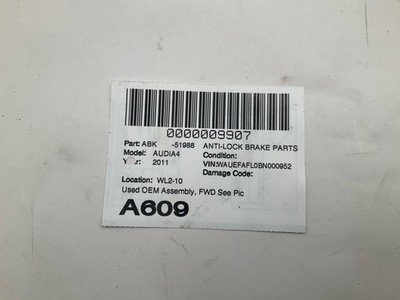 0000009907
Part: ABK -51988 ANTI-LOCK BRAKE PARTS
Model: AUDIA4 Condition:
Year: 2011 VIN:WAUEFAFL0BN000952
Damage Code:
Location: WL2-10
Used OEM Assembly, FWD See Pic
A609